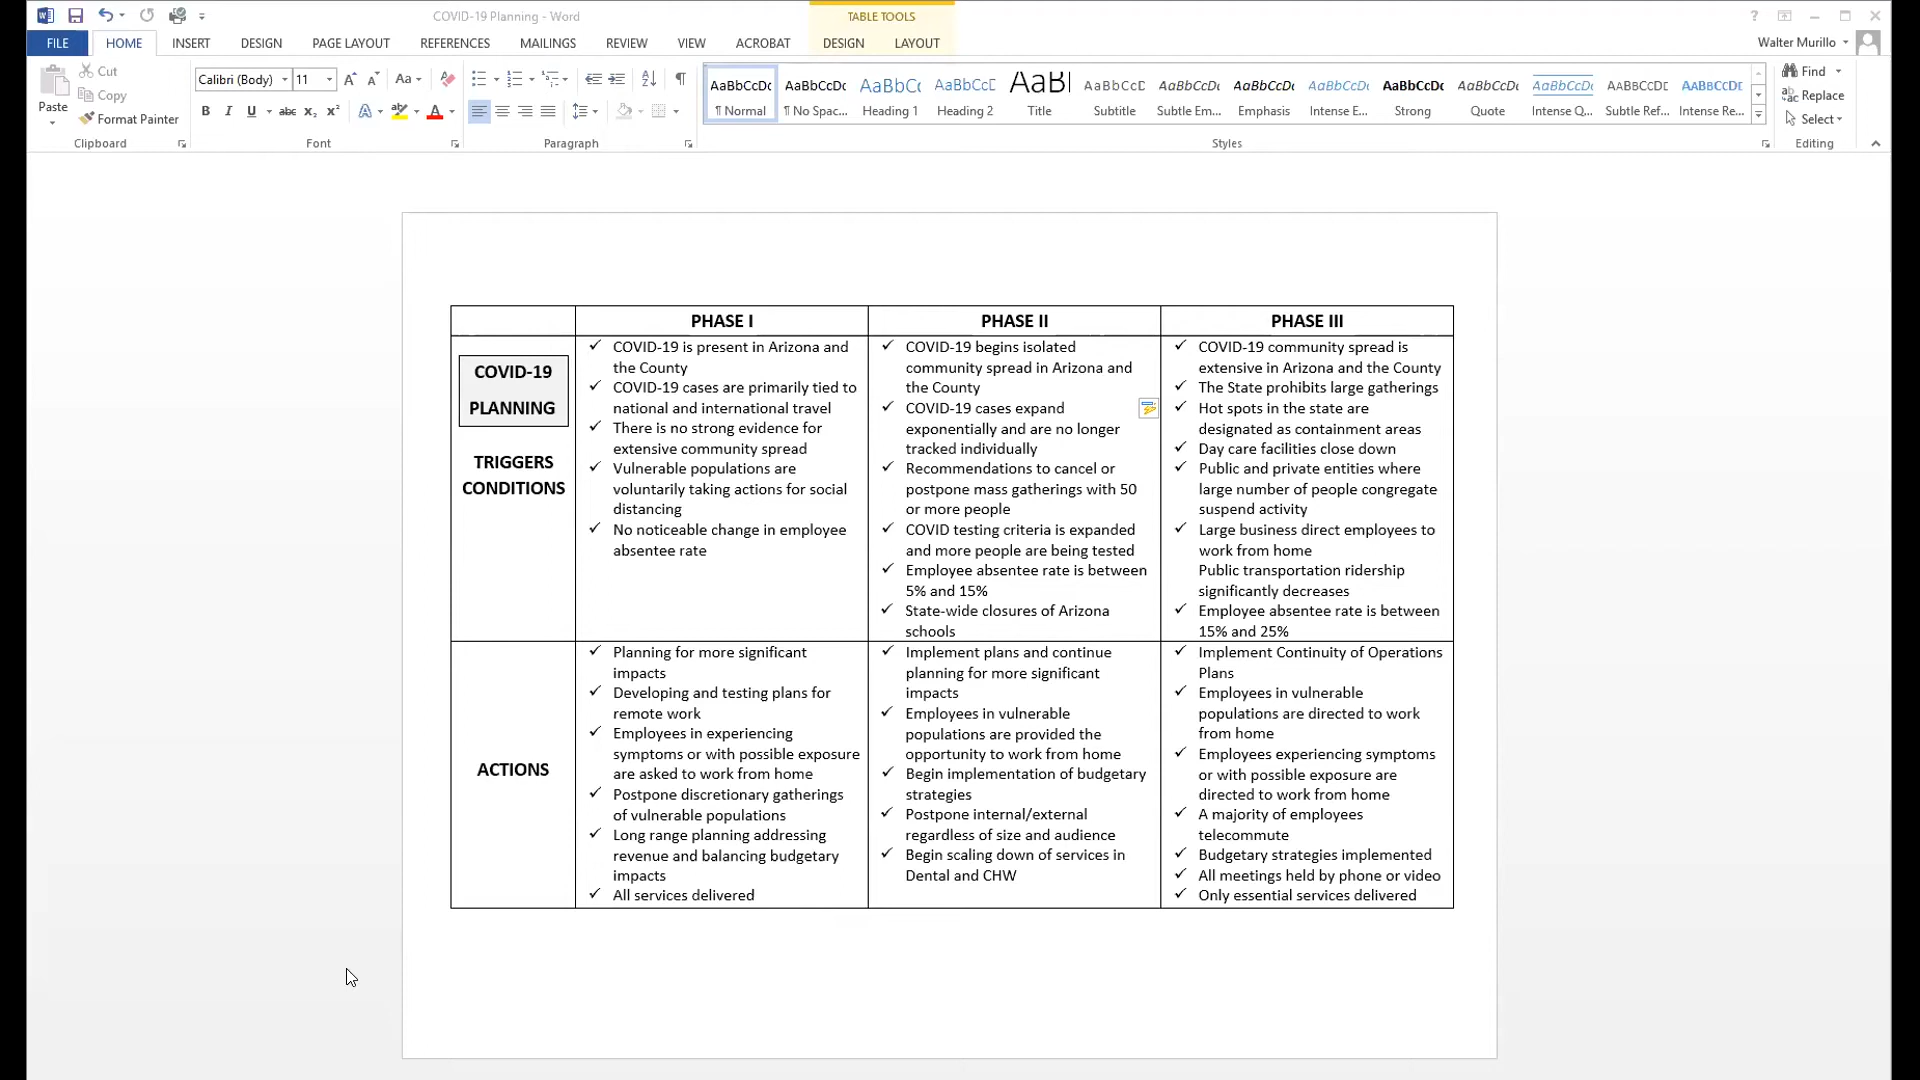 COVID-19 Planning - Word
TABLE TOOLS
?
FILE
HOME
INSERT
DESIGN
PAGE LAYOUT
REFERENCES
MAILINGS
REVIEW
VIEW
ACROBAT
DESIGN
LAYOUT
Walter Murillo
Paste
Cut
Copy
Format Painter
Clipboard
Calibri (Body)
11
Aa
B I U abc x₂ x² A ab A
Font
Paragraph
AaBbCcDc
¶ Normal
AaBbCcDc
¶ No Spac...
AaBbCc
Heading 1
AaBbCcE
Heading 2
AaBl
Title
AaBbCcD
Subtitle
AaBbCcDc
Subtle Em...
AaBbCcDc
Emphasis
AaBbCcDc
Intense E...
AaBbCcDc
Strong
AaBbCcDc
Quote
AaBbCcDc
Intense Q...
AABBCCDC
Subtle Ref...
AABBCCDC
Intense Re...
Styles
Find
Replace
Select
Editing
PHASE I
PHASE II
PHASE III
COVID-19
PLANNING
TRIGGERS
CONDITIONS
COVID-19 is present in Arizona and
the County
COVID-19 cases are primarily tied to
national and international travel
There is no strong evidence for
extensive community spread
Vulnerable populations are
voluntarily taking actions for social
distancing
No noticeable change in employee
absentee rate
COVID-19 begins isolated
community spread in Arizona and
the County
COVID-19 cases expand
exponentially and are no longer
tracked individually
Recommendations to cancel or
postpone mass gatherings with 50
or more people
COVID testing criteria is expanded
and more people are being tested
Employee absentee rate is between
5% and 15%
State-wide closures of Arizona
schools
COVID-19 community spread is
extensive in Arizona and the County
The State prohibits large gatherings
Hot spots in the state are
designated as containment areas
Day care facilities close down
Public and private entities where
large number of people congregate
suspend activity
Large business direct employees to
work from home
Public transportation ridership
significantly decreases
Employee absentee rate is between
15% and 25%
ACTIONS
Planning for more significant
impacts
Developing and testing plans for
remote work
Employees in experiencing
symptoms or with possible exposure
are asked to work from home
Postpone discretionary gatherings
of vulnerable populations
Long range planning addressing
revenue and balancing budgetary
impacts
All services delivered
Implement plans and continue
planning for more significant
impacts
Employees in vulnerable
populations are provided the
opportunity to work from home
Begin implementation of budgetary
strategies
Postpone internal/external
regardless of size and audience
Begin scaling down of services in
Dental and CHW
Implement Continuity of Operations
Plans
Employees in vulnerable
populations are directed to work
from home
Employees experiencing symptoms
or with possible exposure are
directed to work from home
A majority of employees
telecommute
Budgetary strategies implemented
All meetings held by phone or video
Only essential services delivered